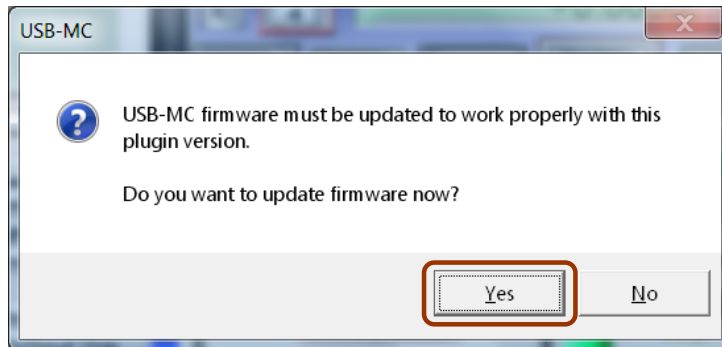 USB-MC
USB-MC firmware must be updated to work properly with this
plugin version.
Do you want to update firmware now?
Yes
No